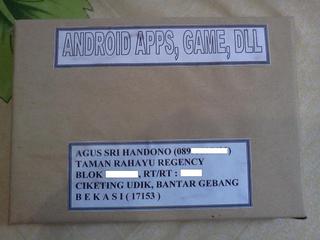 ANDROID APPS, GAME, DLL
AGUS SRI HANDONO (089)
TAMAN RAHAYU REGENCY
BLOK , RT/RT :
CIKETING UDIK, BANTAR GEBANG
B E K A S I ( 17153 )